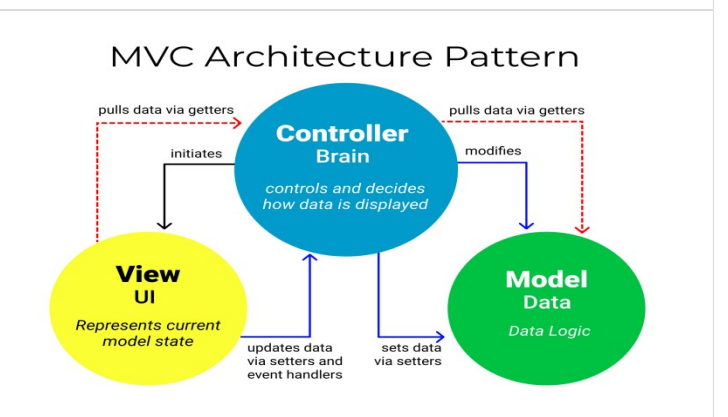 MVC Architecture Pattern
pulls data via getters
pulls data via getters
Controller
Brain
controls and decides
how data is displayed
initiates
modifies
View
UI
Represents current
model state
Model
Data
Data Logic
updates data
via setters and
event handlers
sets data
via setters